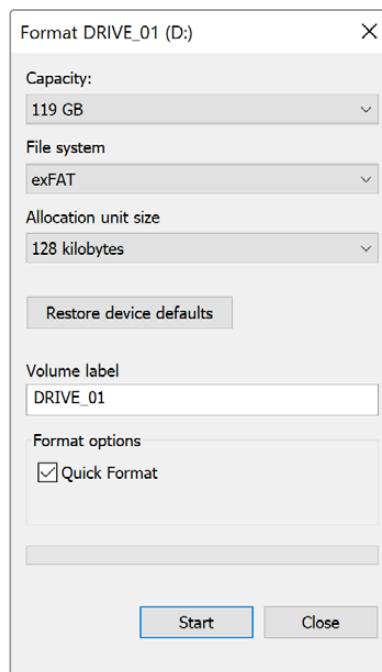 Format DRIVE_01 (D:)
Capacity:
119 GB
File system
exFAT
Allocation unit size
128 kilobytes
Restore device defaults
Volume label
DRIVE_01
Format options
Quick Format
Start Close